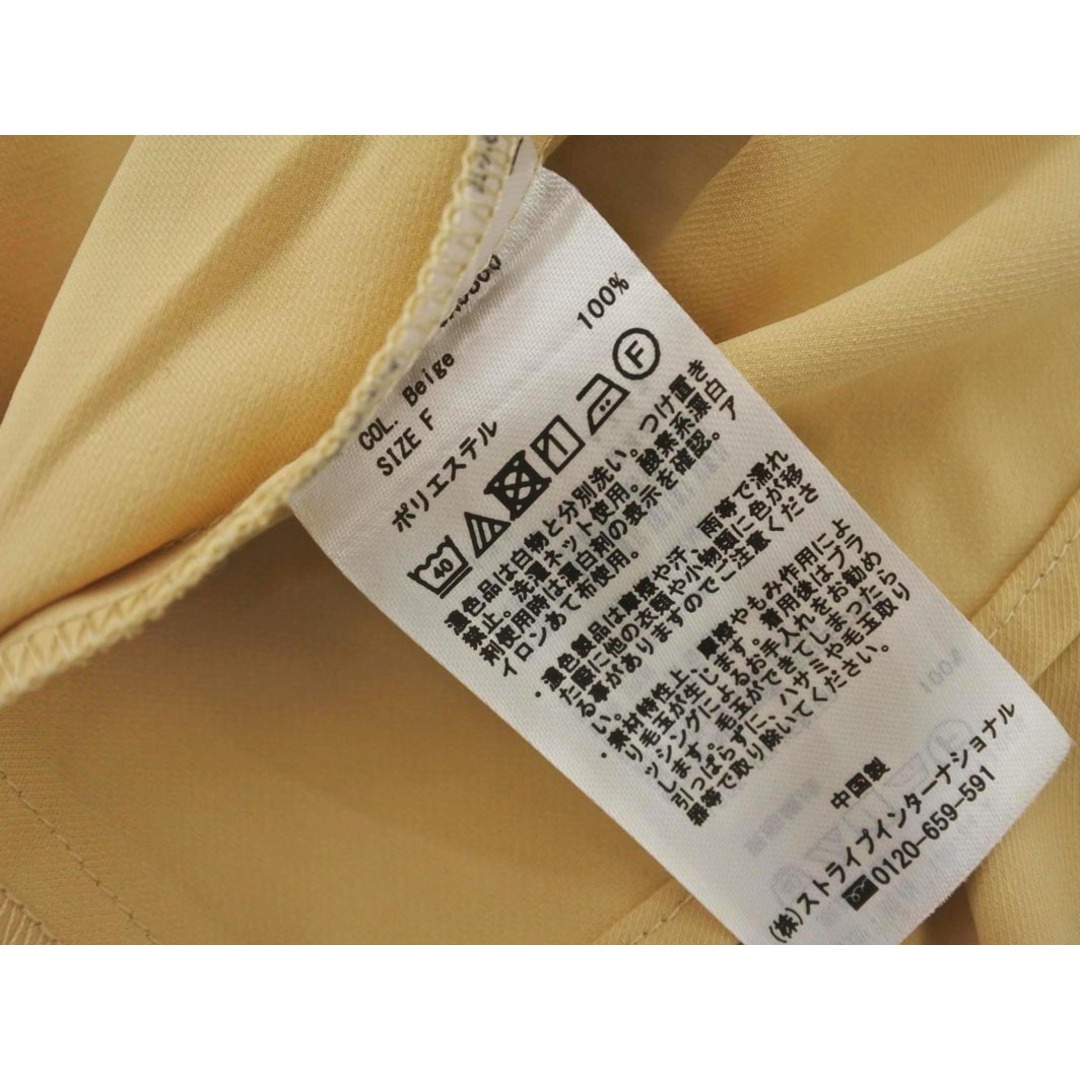 COL. Beige
SIZE F
ポリエステル 100%
40 F
濃色品は白物と分別洗い。つけ置き
禁止。洗濯ネット使用。酸素系漂白
剤使用時は漂白剤の表示を確認。ア
イロンあて布使用。
・濃色製品は摩擦や汗、雨等で濡れ
た際に他の衣類や小物類に色が移
る事がありますのでご注意くださ
い。
・素材特性上、摩擦やもみ作用によ
り毛玉が生じます。着用後はブラ
ッシングによるお手入れをお勧め
します。毛玉ができてしまったら
引っぱらずに、ハサミや毛玉取り
器等で取り除いてください。
中国製
(株)ストライプインターナショナル
0120-659-591